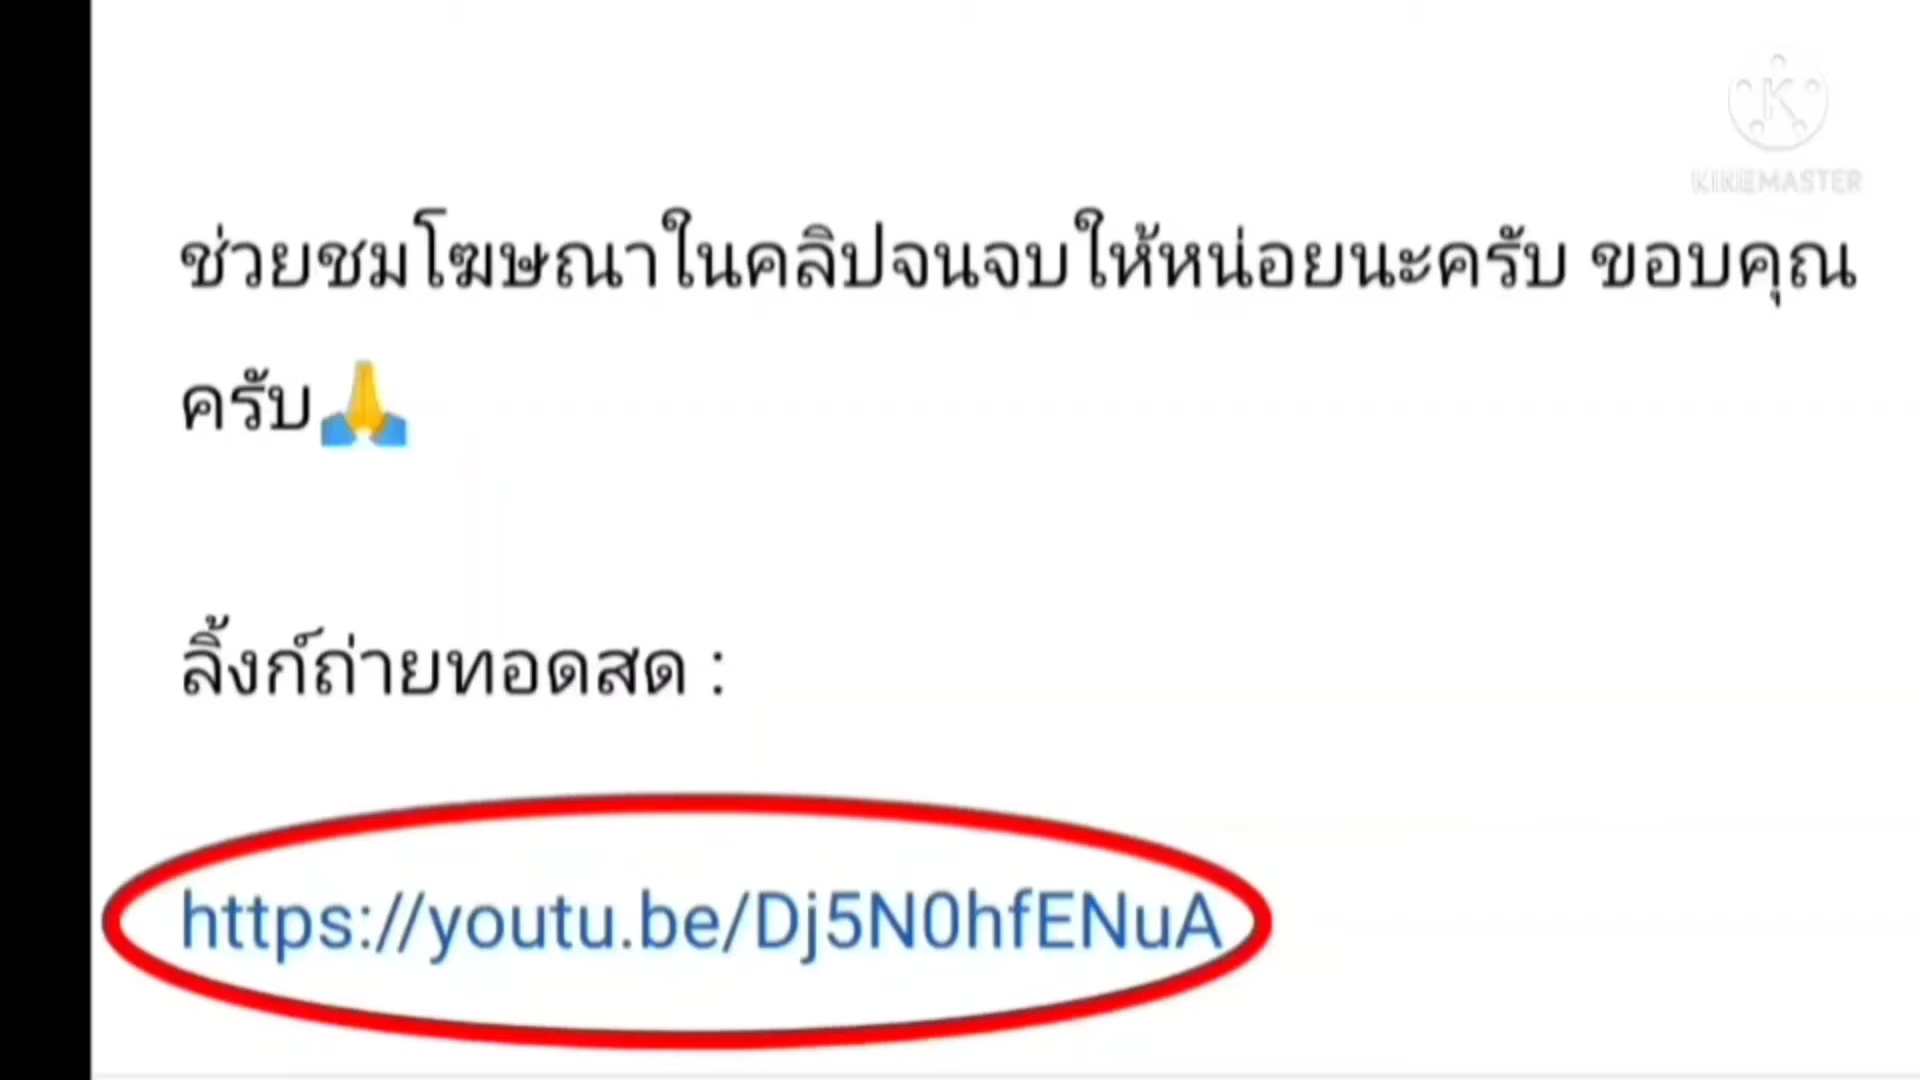 KINEMASTER
ช่วยชมโฆษณาในคลิปจนจบให้หน่อยนะครับ ขอบคุณ
ครับ🙏
ลิ้งก์ถ่ายทอดสด :
https://youtu.be/Dj5N0hfENuA